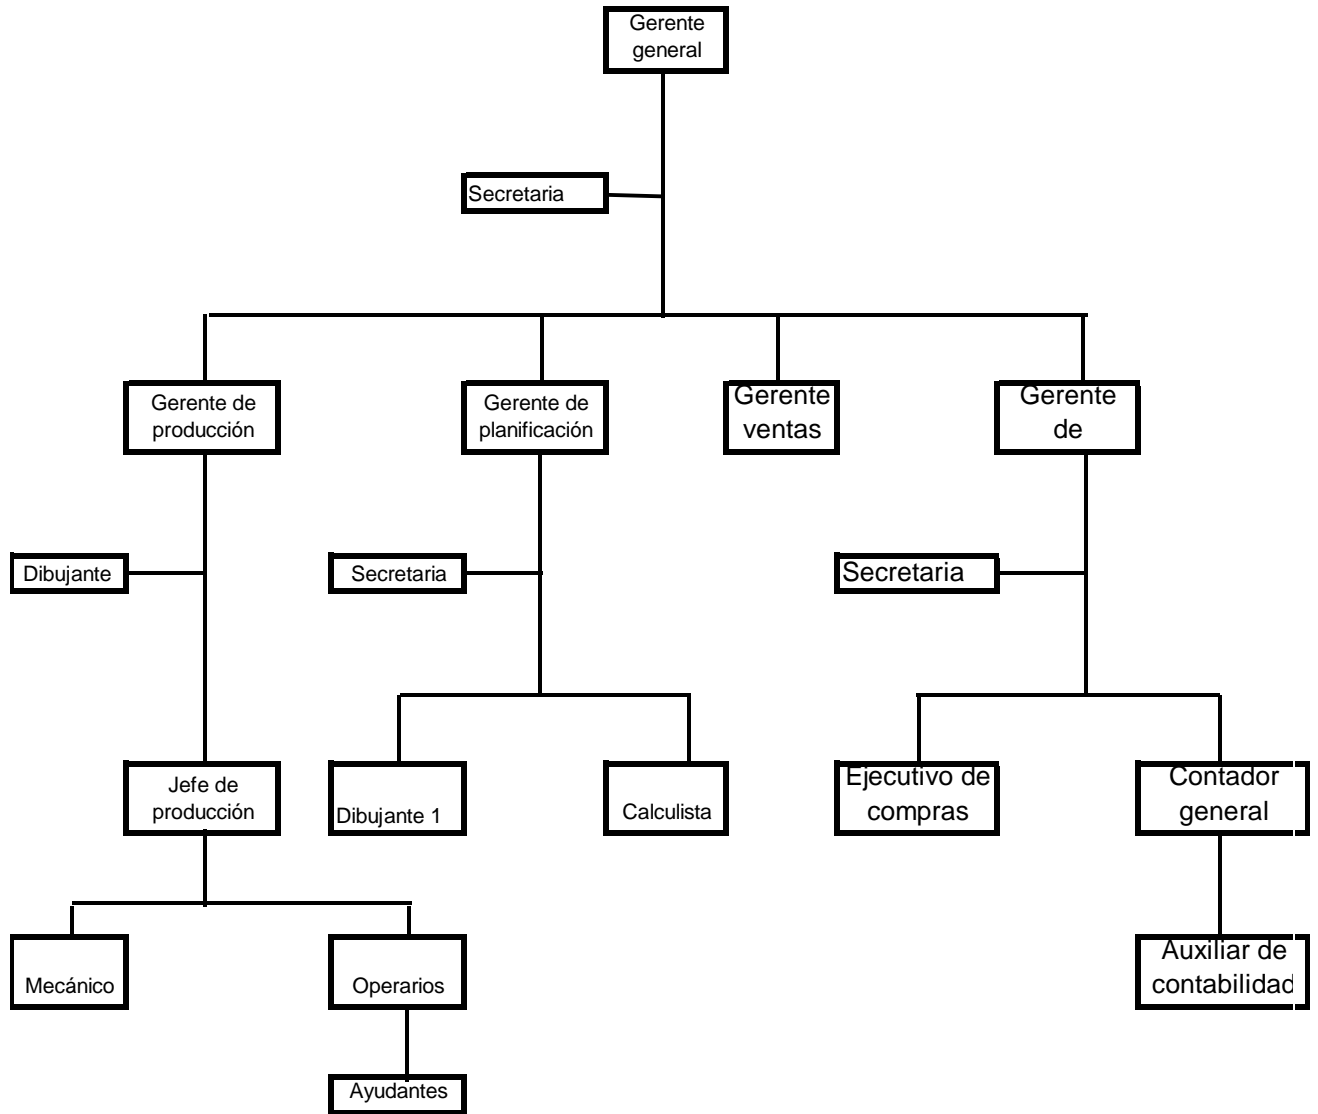 Gerente
general
Secretaria
Gerente de
producción
Gerente de
planificación
Gerente
ventas
Gerente
de
Dibujante
Secretaria
Secretaria
Jefe de
producción
Dibujante 1
Calculista
Ejecutivo de
compras
Contador
general
Mecánico
Operarios
Auxiliar de
contabilidad
Ayudantes